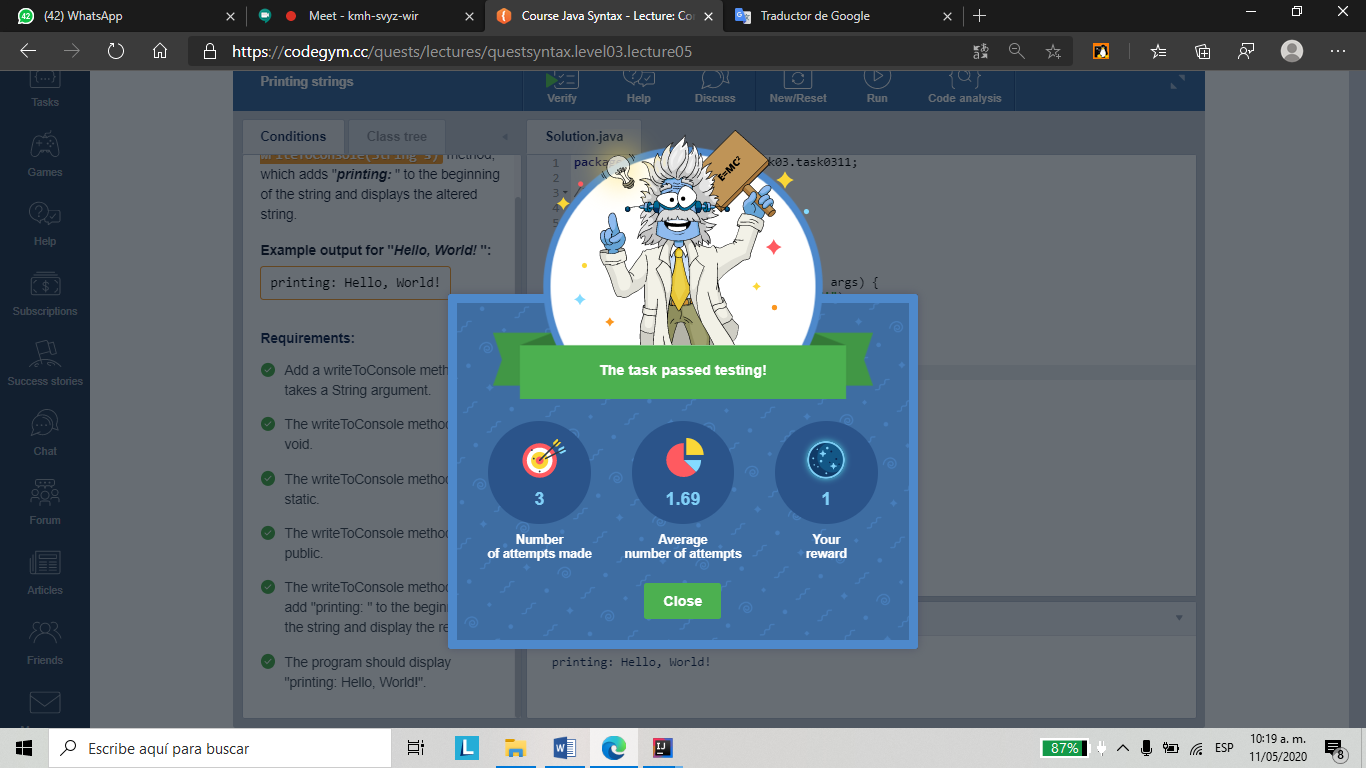 (42) WhatsApp
Meet - kmh-svyz-wir
Course Java Syntax - Lecture: Co
Traductor de Google
https://codegym.cc/quests/lectures/questsyntax.level03.lecture05
Tasks
Games
Help
Subscriptions
Success stories
Chat
Forum
Articles
Friends
Printing strings
Verify
Help
Discuss
New/Reset
Run
Code analysis
Conditions
Class tree
writeToConsole(String s) method,
which adds "printing: " to the beginning
of the string and displays the altered
string.
Example output for "Hello, World! ":
printing: Hello, World!
Requirements:
Add a writeToConsole meth
takes a String argument.
The writeToConsole method
void.
The writeToConsole method
static.
The writeToConsole method
public.
The writeToConsole method
add "printing: " to the begin
the string and display the re
The program should display
"printing: Hello, World!".
Solution.java
1
2
3
packa
k03.task0311;
args) {
E=MC²
The task passed testing!
3
Number
of attempts made
1.69
Average
number of attempts
1
Your
reward
Close
printing: Hello, World!
Escribe aquí para buscar
87%
ESP
10:19 a. m.
11/05/2020
8